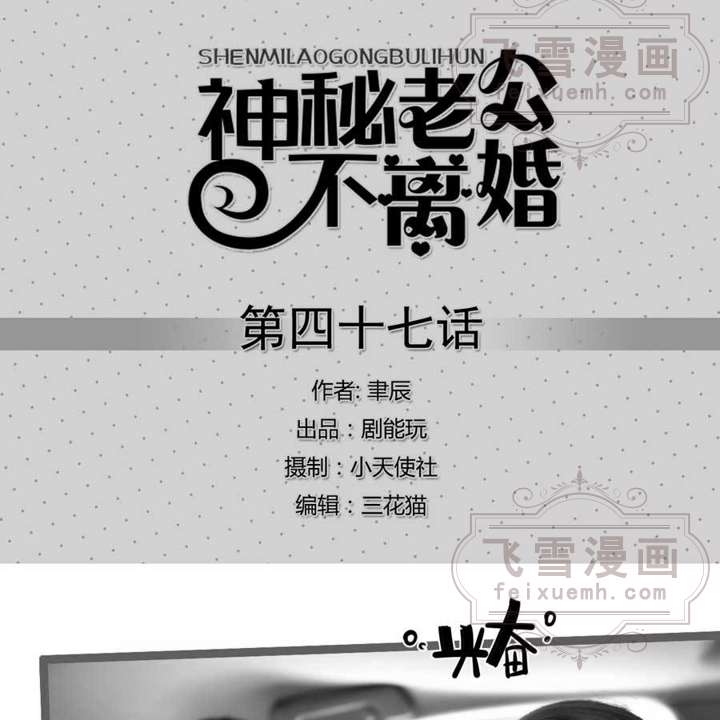 SHENMILAOGONGBULIHUN
神秘老公
不离婚
第四十七话
作者: 聿辰
出品：剧能玩
摄制：小天使社
编辑：三花猫
飞雪漫画
feixuemh.com
飞雪漫画
feixuemh.com
兴奋